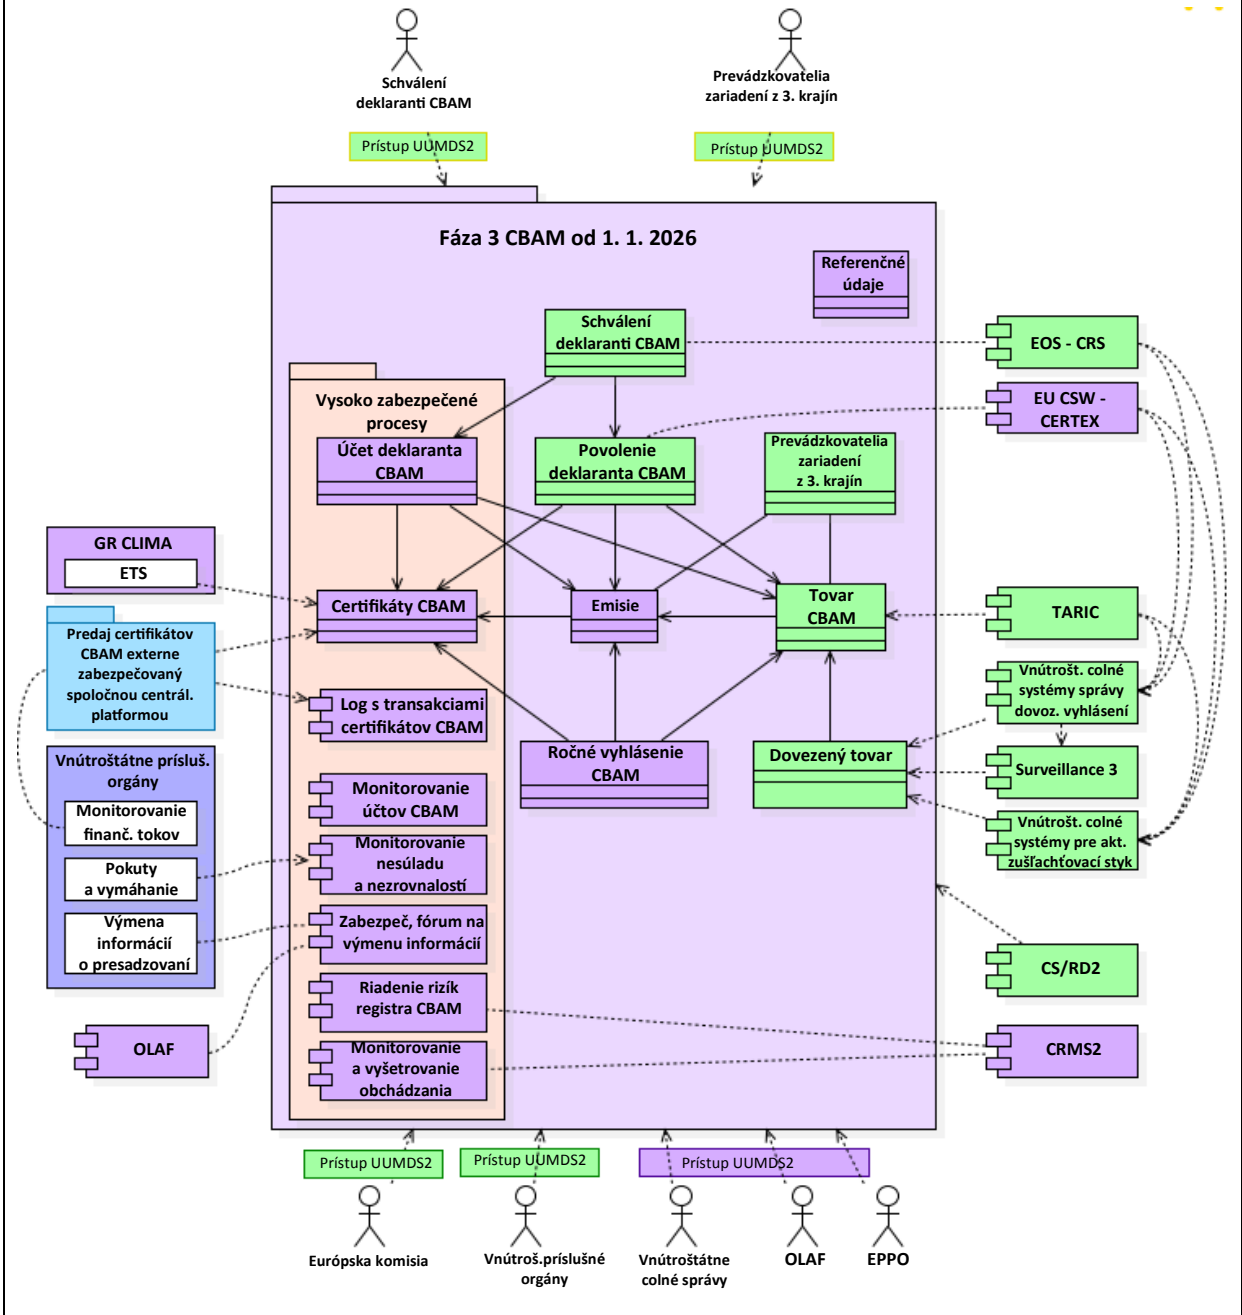 Schválení
deklaranti CBAM
Prevádzkovatelia
zariadení z 3. krajín
Prístup UUMDS2
Prístup UUMDS2
Fáza 3 CBAM od 1. 1. 2026
Referenčné
údaje
Schválení
deklaranti CBAM
EOS - CRS
EU CSW -
CERTEX
Vysoko zabezpečené
procesy
Účet deklaranta
CBAM
Povolenie
deklaranta CBAM
Prevádzkovatelia
zariadení
z 3. krajín
GR CLIMA
ETS
Certifikáty CBAM
Emisie
Tovar
CBAM
TARIC
Predaj certifikátov
CBAM externe
zabezpečovaný
spoločnou centrál.
platformou
Log s transakciami
certifikátov CBAM
Vnútrošt. colné
systémy správy
dovoz. vyhlásení
Ročné vyhlásenie
CBAM
Dovezený tovar
Surveillance 3
Vnútroštátne prísluš.
orgány
Monitorovanie
finanč. tokov
Pokuty
a vymáhanie
Výmena
informácií
o presadzovaní
Monitorovanie
účtov CBAM
Monitorovanie
nesúladu
a nezrovnalostí
Vnútrošt. colné
systémy pre akt.
zušľachťovací styk
Zabezpeč, fórum na
výmenu informácií
Riadenie rizík
registra CBAM
Monitorovanie
a vyšetrovanie
obchádzania
OLAF
CS/RD2
CRMS2
Prístup UUMDS2
Prístup UUMDS2
Prístup UUMDS2
Európska komisia
Vnútroš.príslušné
orgány
Vnútroštátne
colné správy
OLAF
EPPO